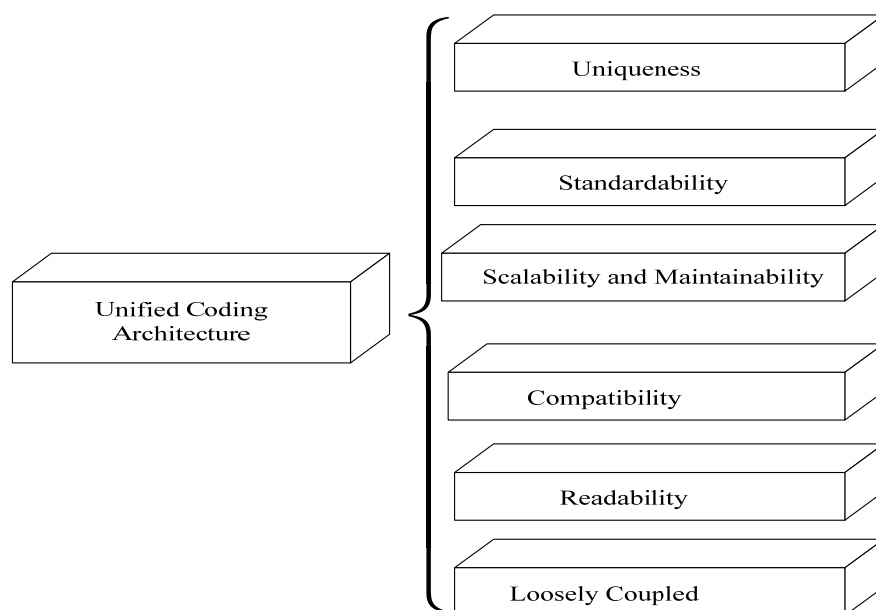 Uniqueness
Standardability
Scalability and Maintainability
Unified Coding
Architecture
Compatibility
Readability
Loosely Coupled